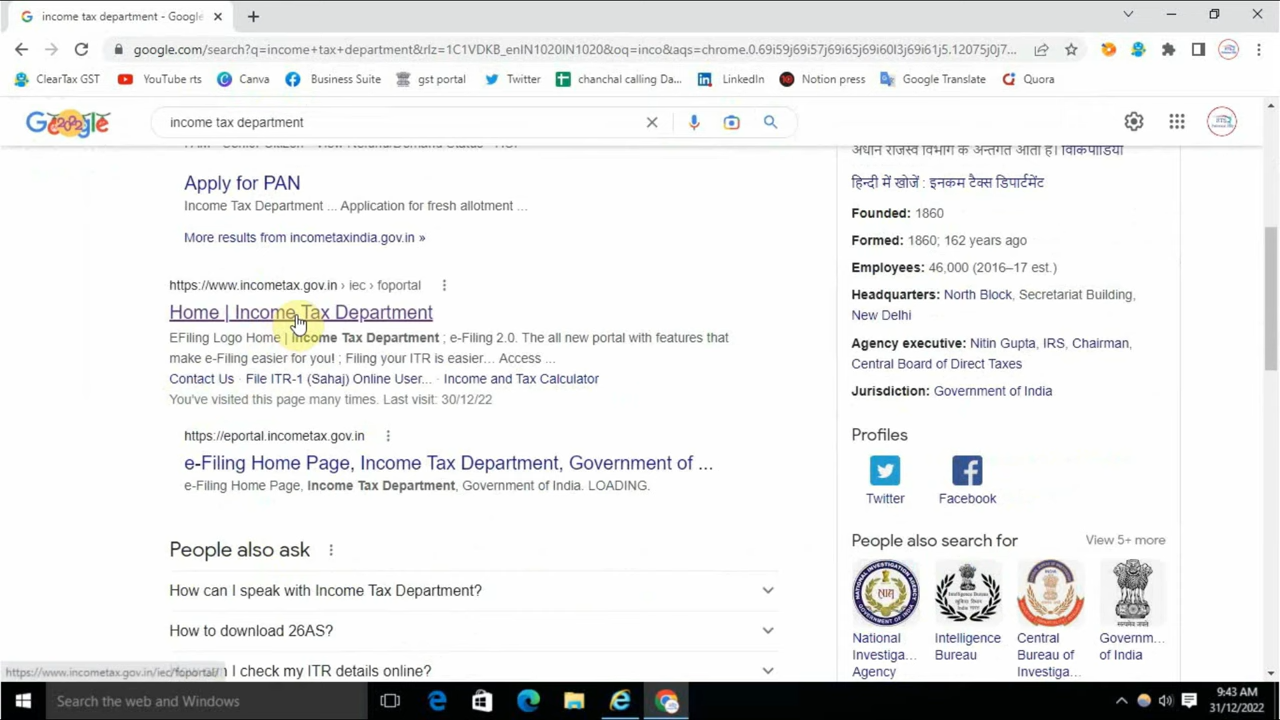 income tax department - Google
google.com/search?q=income+tax+department&rlz=1C1VDKB_enIN1020IN1020&oq=inco&aqs=chrome.0.69i59j69i57j69i65j69i60l3j69i61j5.12075j0j7...
ClearTax GST
YouTube rts
Canva
Business Suite
gst portal
Twitter
chanchal calling Da...
LinkedIn
Notion press
Google Translate
Quora
income tax department
Apply for PAN
Income Tax Department ... Application for fresh allotment ...
More results from incometaxindia.gov.in »
https://www.incometax.gov.in › iec › foportal
Home | Income Tax Department
EFiling Logo Home | Income Tax Department ; e-Filing 2.0. The all new portal with features that
make e-Filing easier for you! ; Filing your ITR is easier... Access ...
Contact Us · File ITR-1 (Sahaj) Online User... · Income and Tax Calculator
You've visited this page many times. Last visit: 30/12/22
https://eportal.incometax.gov.in
e-Filing Home Page, Income Tax Department, Government of ...
e-Filing Home Page, Income Tax Department, Government of India. LOADING.
People also ask
How can I speak with Income Tax Department?
How to download 26AS?
I check my ITR details online?
https://www.incometax.gov.in/iec/foportal/
अधीन राजस्व विभाग के अन्तर्गत आता है। विकिपीडिया
हिन्दी में खोजें : इनकम टैक्स डिपार्टमेंट
Founded: 1860
Formed: 1860; 162 years ago
Employees: 46,000 (2016–17 est.)
Headquarters: North Block, Secretariat Building,
New Delhi
Agency executive: Nitin Gupta, IRS, Chairman,
Central Board of Direct Taxes
Jurisdiction: Government of India
Profiles
Twitter
Facebook
People also search for
View 5+ more
National
Investiga...
Agency
Intelligence
Bureau
Central
Bureau of
Investiga...
Governm...
of India
Search the web and Windows
9:43 AM
31/12/2022